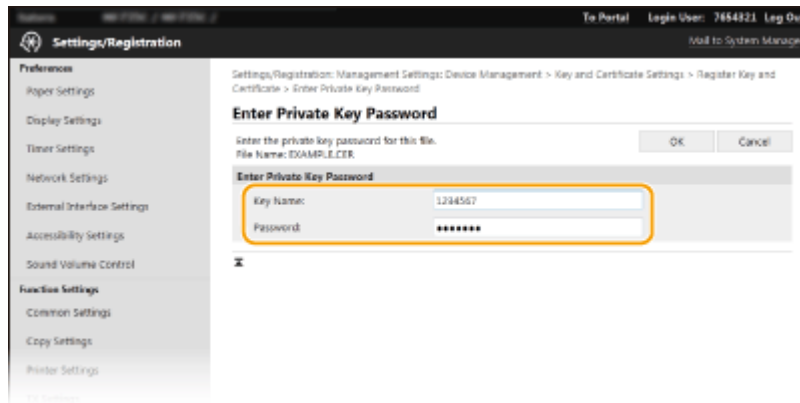 To Portal Login User: 7654321 Log Ou
Settings/Registration
Mail to System Manage
Preferences
Paper Settings
Display Settings
Timer Settings
Network Settings
External Interface Settings
Accessibility Settings
Sound Volume Control
Function Settings
Common Settings
Copy Settings
Printer Settings
Settings/Registration: Management Settings: Device Management > Key and Certificate Settings > Register Key and
Certificate > Enter Private Key Password
Enter Private Key Password
Enter the private key password for this file.
File Name: EXAMPLE.CER
OK Cancel
Enter Private Key Password
Key Name: 1234567
Password: •••••••